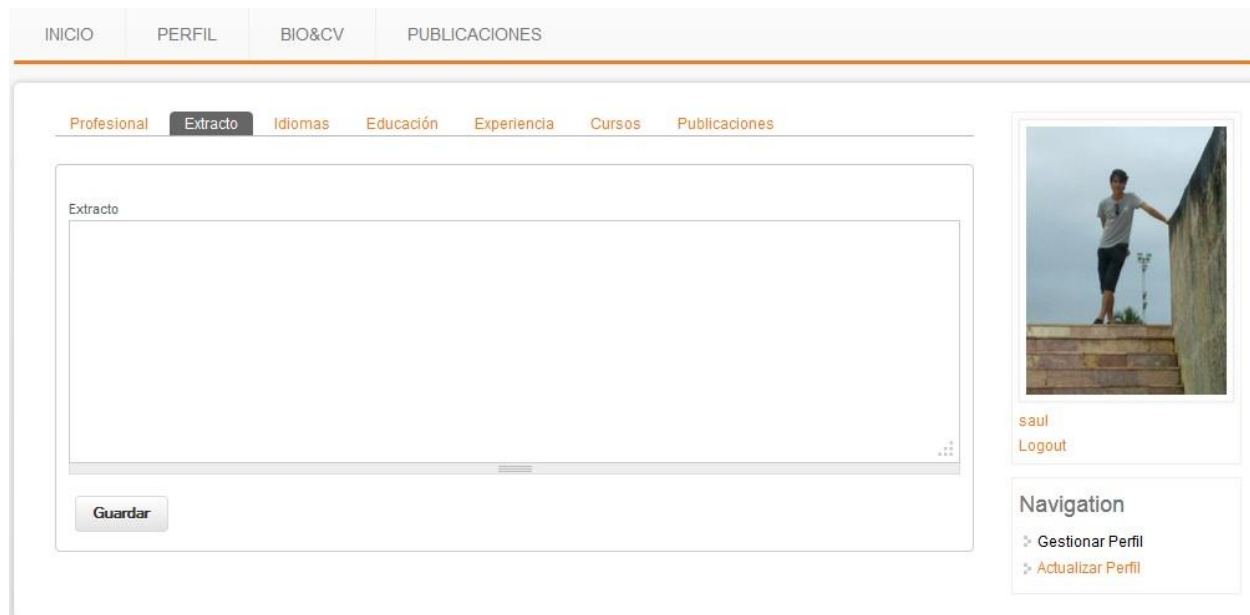 INICIO PERFIL BIO&CV PUBLICACIONES
Profesional Extracto Idiomas Educación Experiencia Cursos Publicaciones
Extracto
Guardar
saul
Logout
Navigation
Gestionar Perfil
Actualizar Perfil